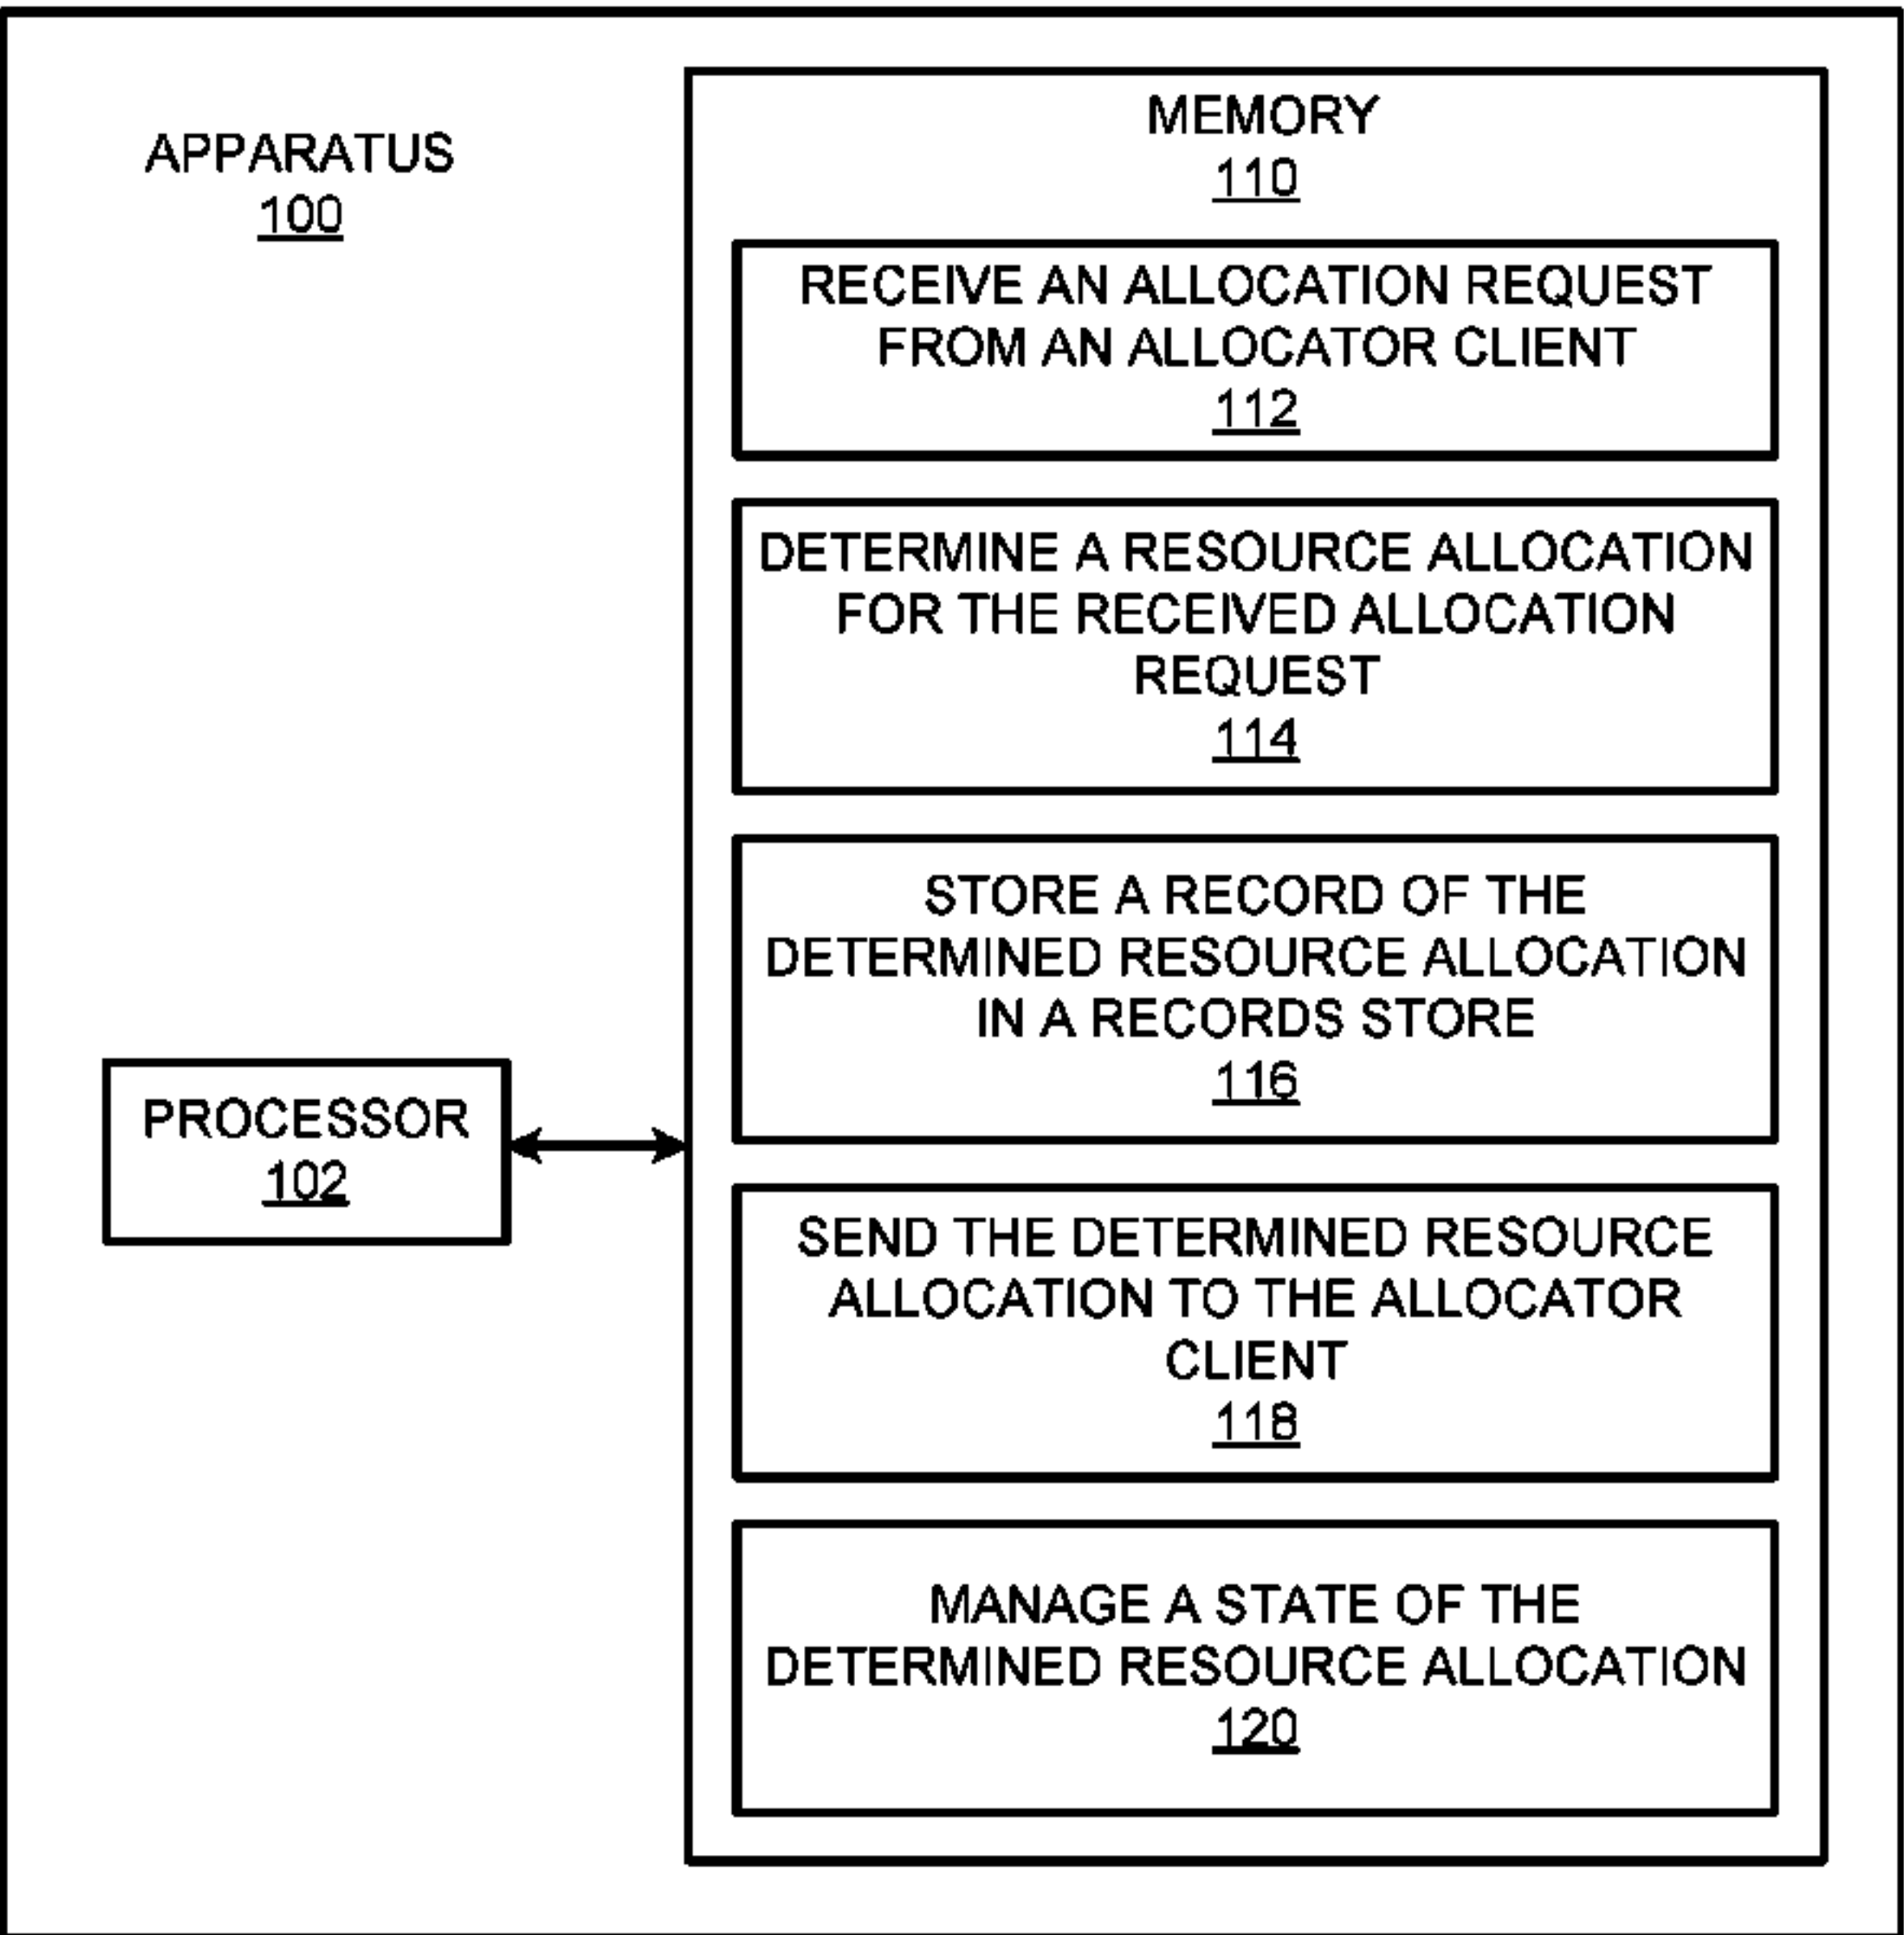 APPARATUS
100
MEMORY
110
RECEIVE AN ALLOCATION REQUEST
FROM AN ALLOCATOR CLIENT
112
DETERMINE A RESOURCE ALLOCATION
FOR THE RECEIVED ALLOCATION
REQUEST
114
STORE A RECORD OF THE
DETERMINED RESOURCE ALLOCATION
IN A RECORDS STORE
116
PROCESSOR
102
SEND THE DETERMINED RESOURCE
ALLOCATION TO THE ALLOCATOR
CLIENT
118
MANAGE A STATE OF THE
DETERMINED RESOURCE ALLOCATION
120